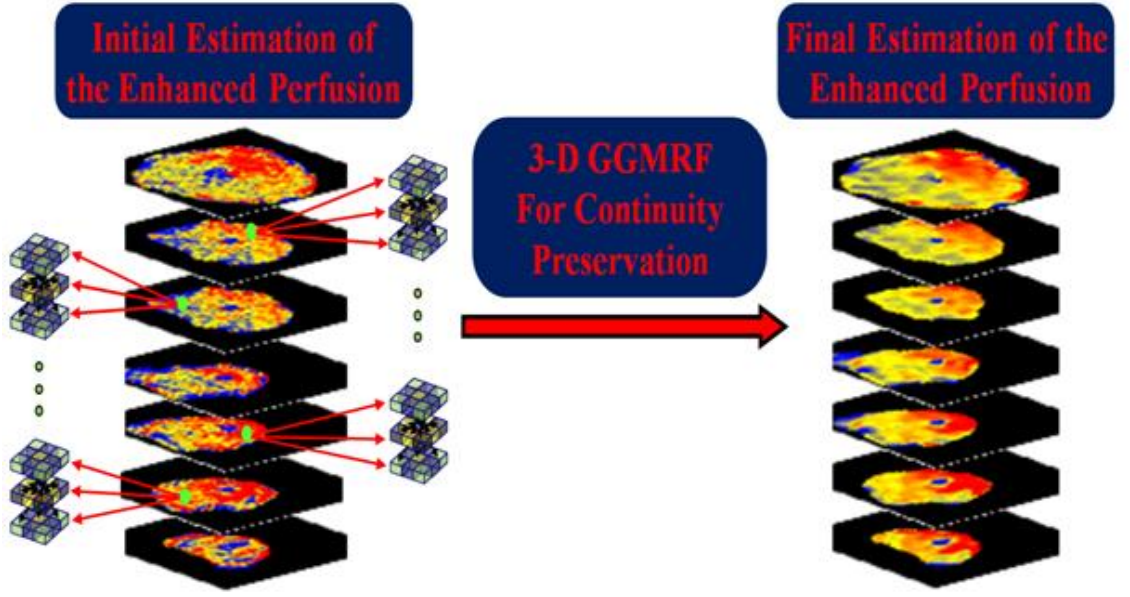 Initial Estimation of
the Enhanced Perfusion
3-D GGMRF
For Continuity
Preservation
Final Estimation of the
Enhanced Perfusion